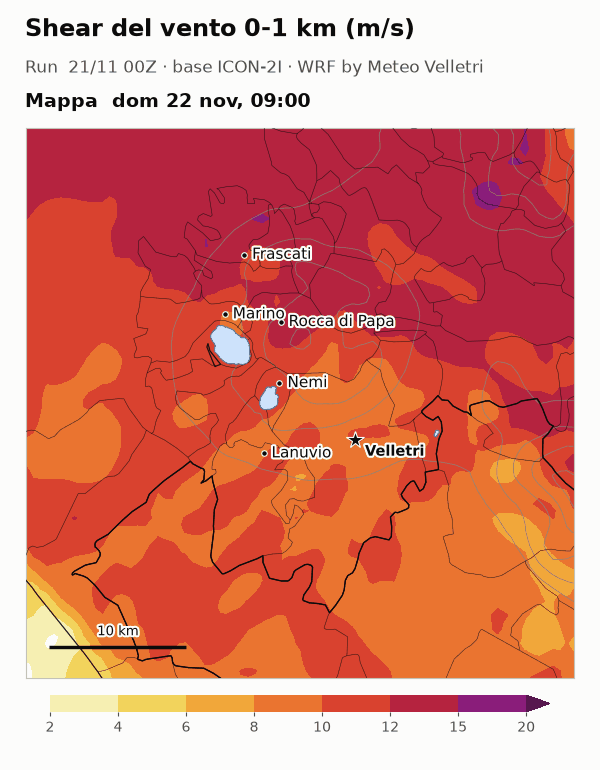 Shear del vento 0-1 km (m/s)
Run  21/11 00Z · base ICON-2I · WRF by Meteo Velletri
Mappa  dom 22 nov, 09:00
Frascati
Marino
Rocca di Papa
Nemi
Velletri
Lanuvio
10 km
2 4 6 8 10 12 15 20